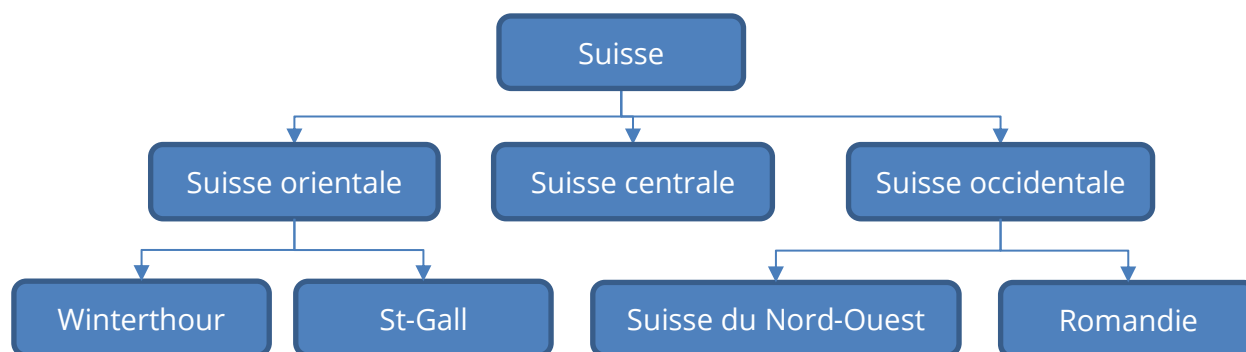 Suisse
Suisse orientale
Suisse centrale
Suisse occidentale
Winterthour
St-Gall
Suisse du Nord-Ouest
Romandie